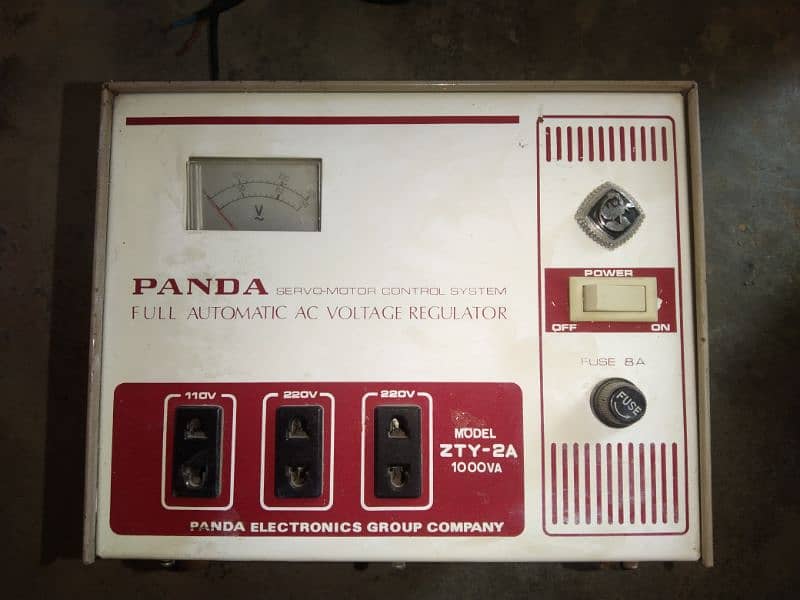 V
PANDA SERVO-MOTOR CONTROL SYSTEM
FULL AUTOMATIC AC VOLTAGE REGULATOR
POWER
OFF ON
FUSE 8A
FUSE
110V 220V 220V
MODEL
ZTY-2A
1000VA
PANDA ELECTRONICS GROUP COMPANY